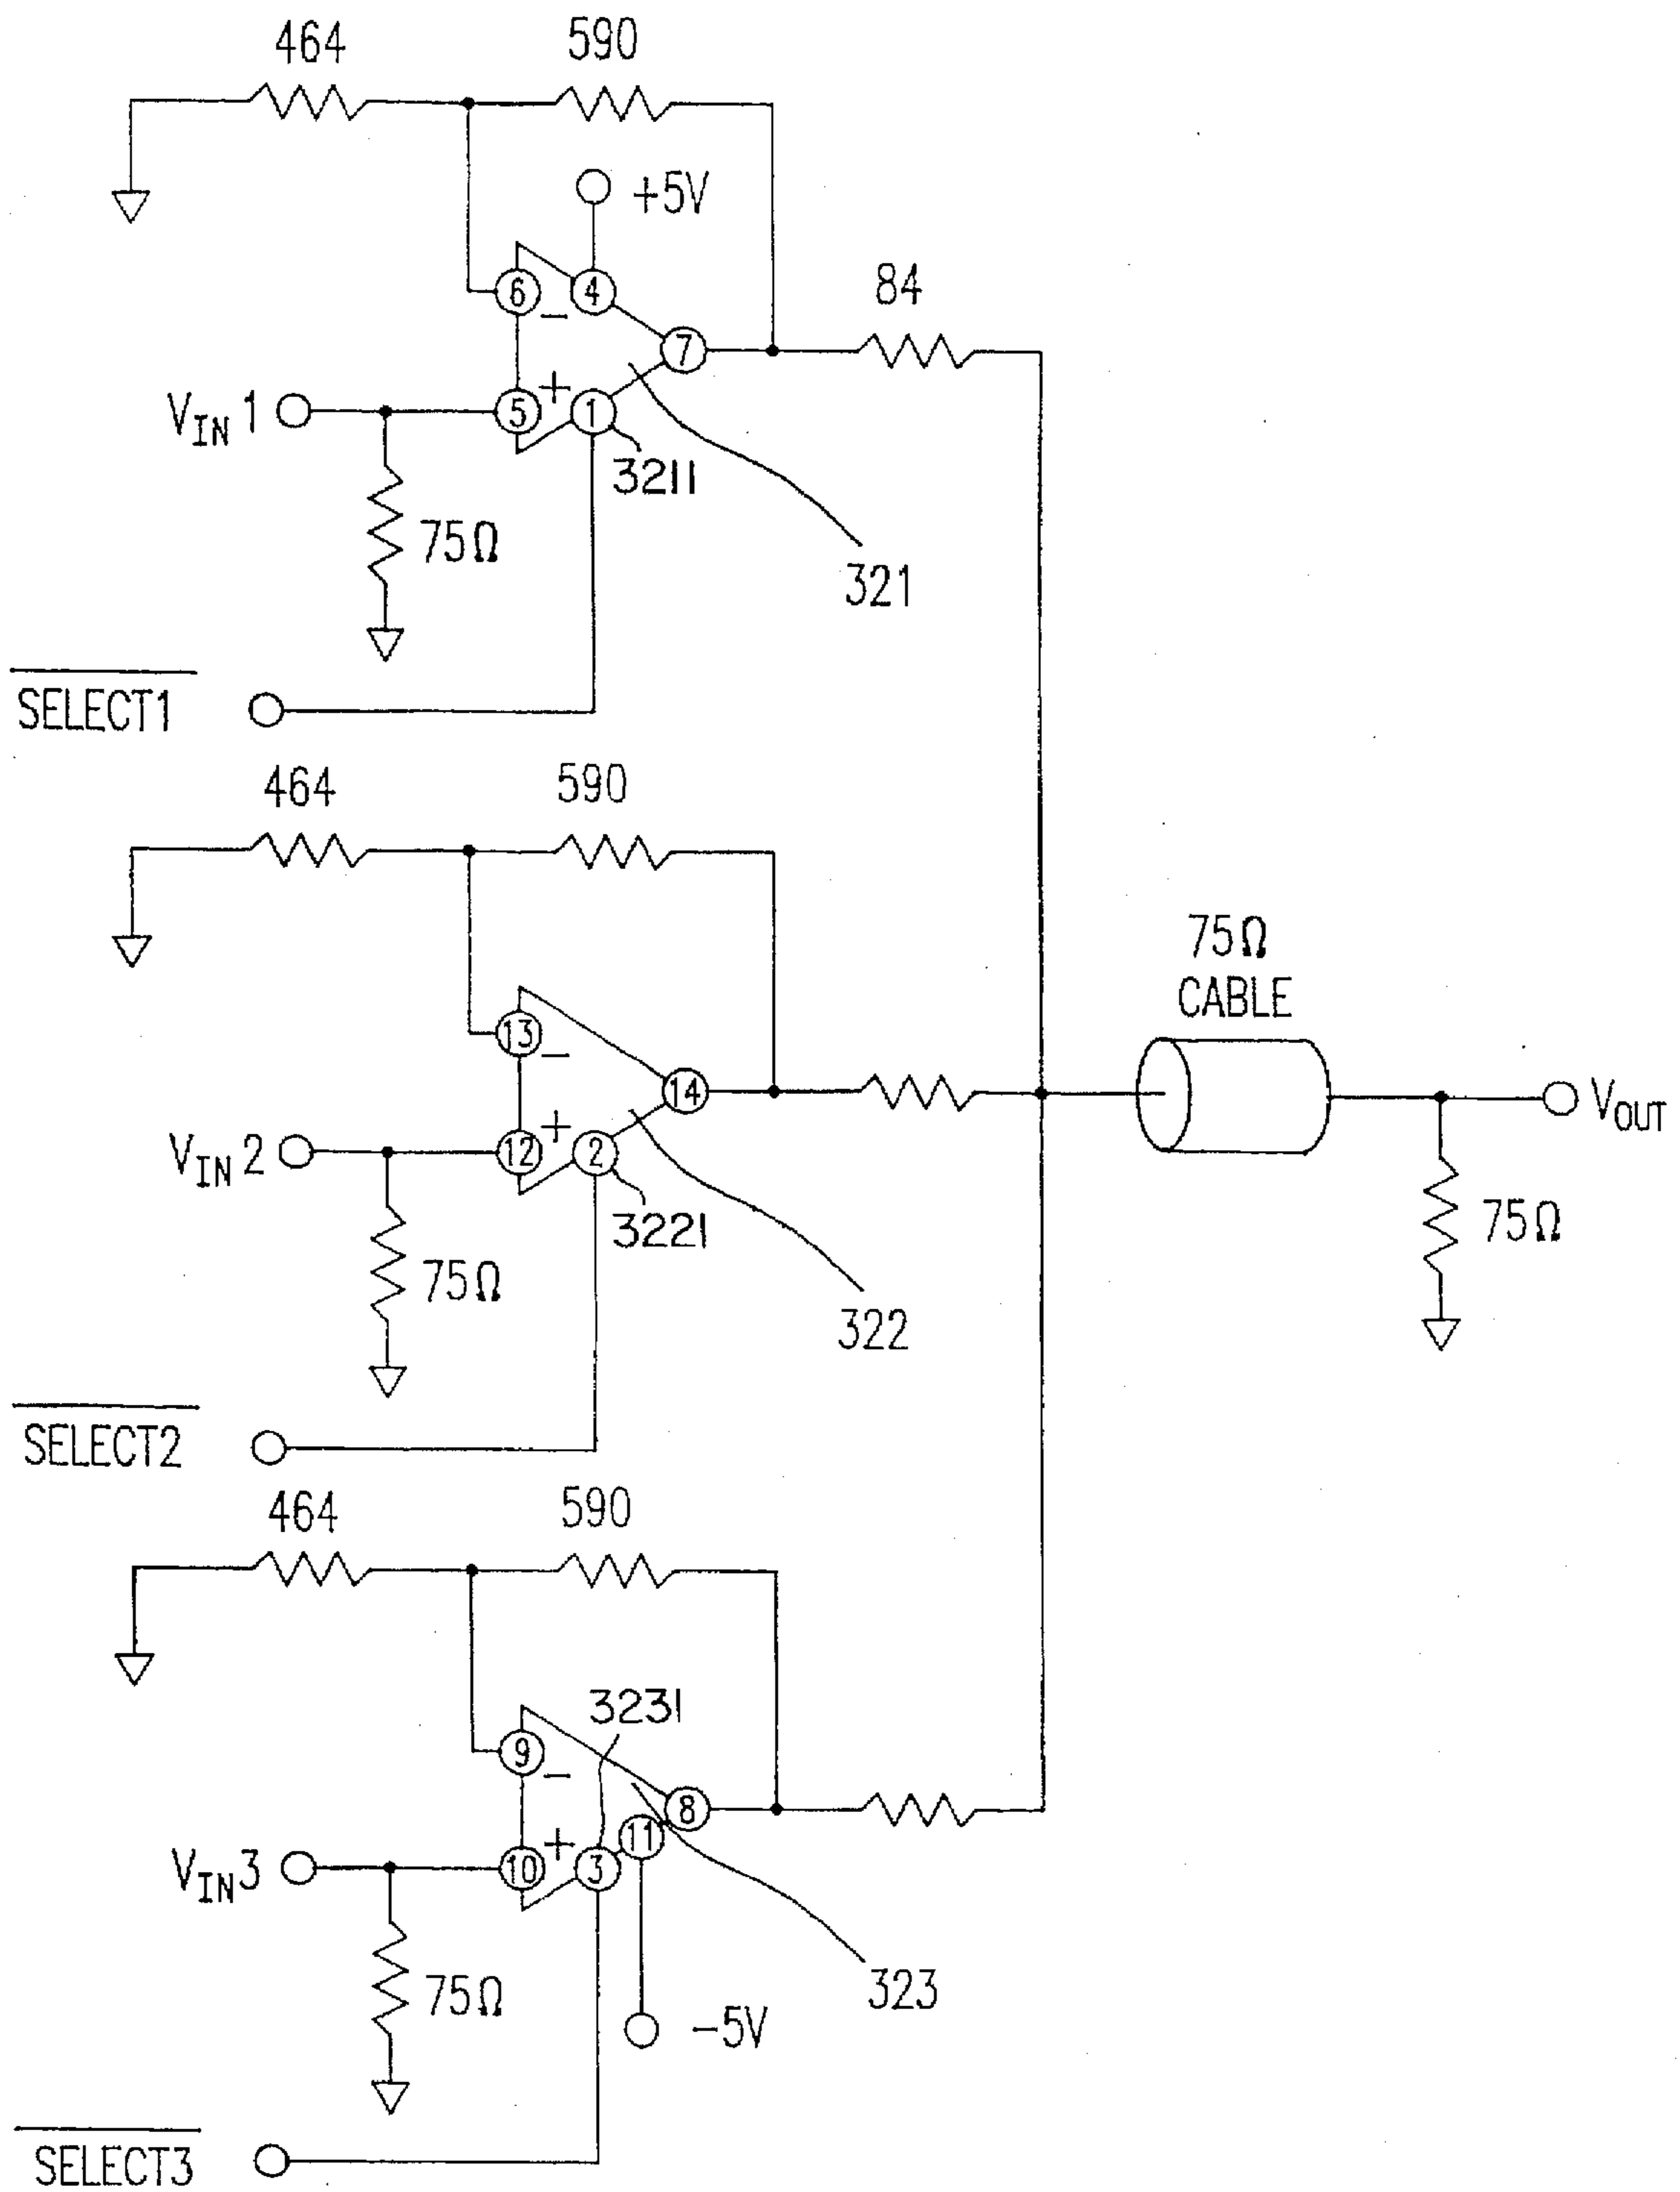 464
590
+5V
6
4
84
−
7
V_IN 1
5
+
1
3211
75Ω
321
SELECT1
464
590
75Ω
CABLE
13
−
14
V_OUT
V_IN 2
12
+
2
3221
75Ω
75Ω
322
SELECT2
464
590
3231
9
−
8
11
V_IN 3
10
+
3
323
75Ω
−5V
SELECT3